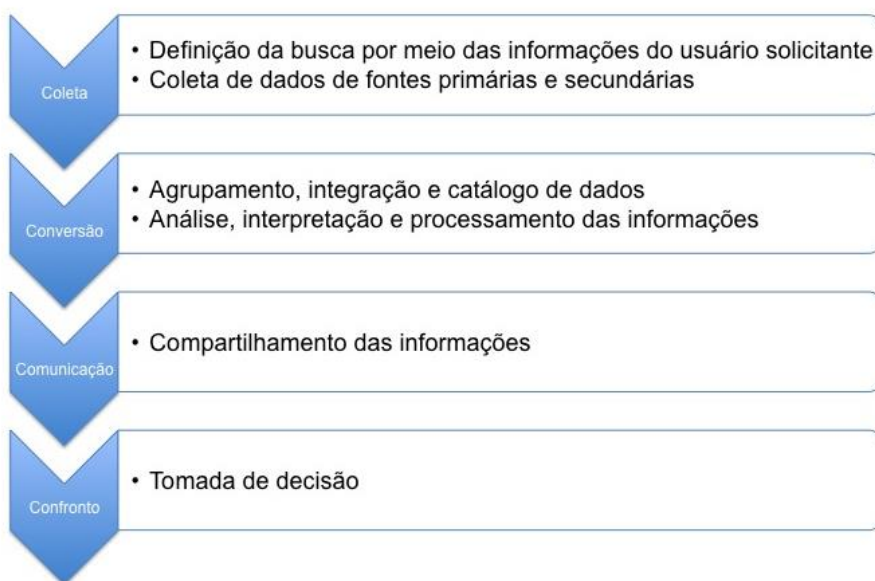 Coleta
• Definição da busca por meio das informações do usuário solicitante
• Coleta de dados de fontes primárias e secundárias
Conversão
• Agrupamento, integração e catálogo de dados
• Análise, interpretação e processamento das informações
Comunicação
• Compartilhamento das informações
Confronto
• Tomada de decisão